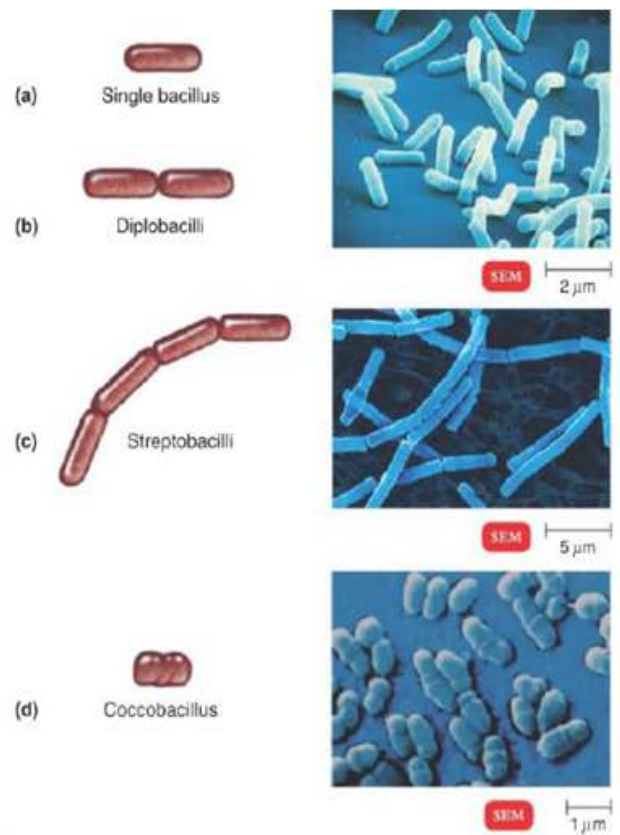 (a)
Single bacillus
(b)
Diplobacilli
SEM
2 μm
(c)
Streptobacilli
SEM
5 μm
(d)
Coccobacillus
SEM
1 μm